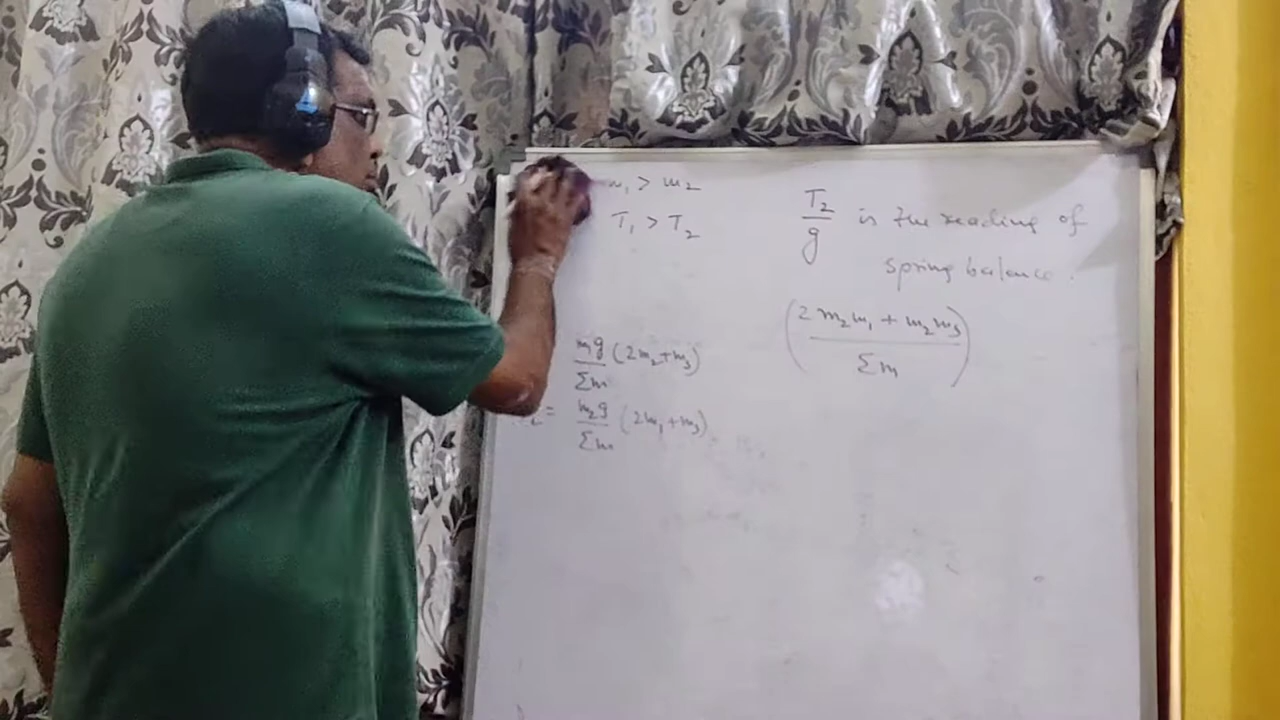 m₁ > m₂
T₁ > T₂
mg/Σm (2m₂+m₃)
₂ = m₂g/Σm (2m₁+m₃)
T₂/g is the reading of
spring balance.
((2m₂m₁ + m₂m₃)/Σm)